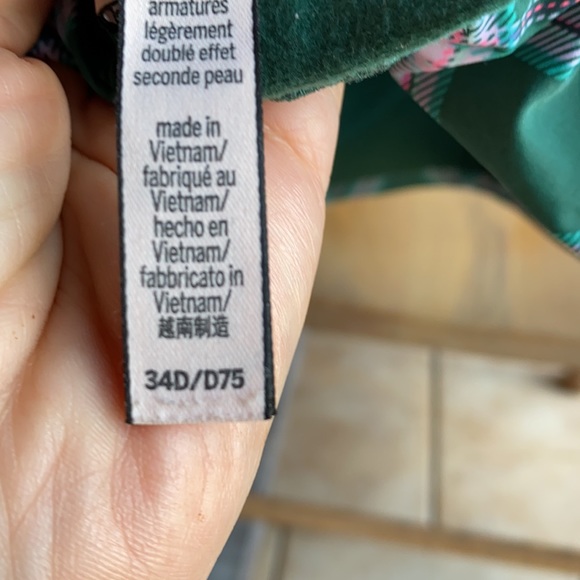 armatures
légèrement
doublé effet
seconde peau
made in
Vietnam/
fabriqué au
Vietnam/
hecho en
Vietnam/
fabbricato in
Vietnam/
越南制造
34D/D75